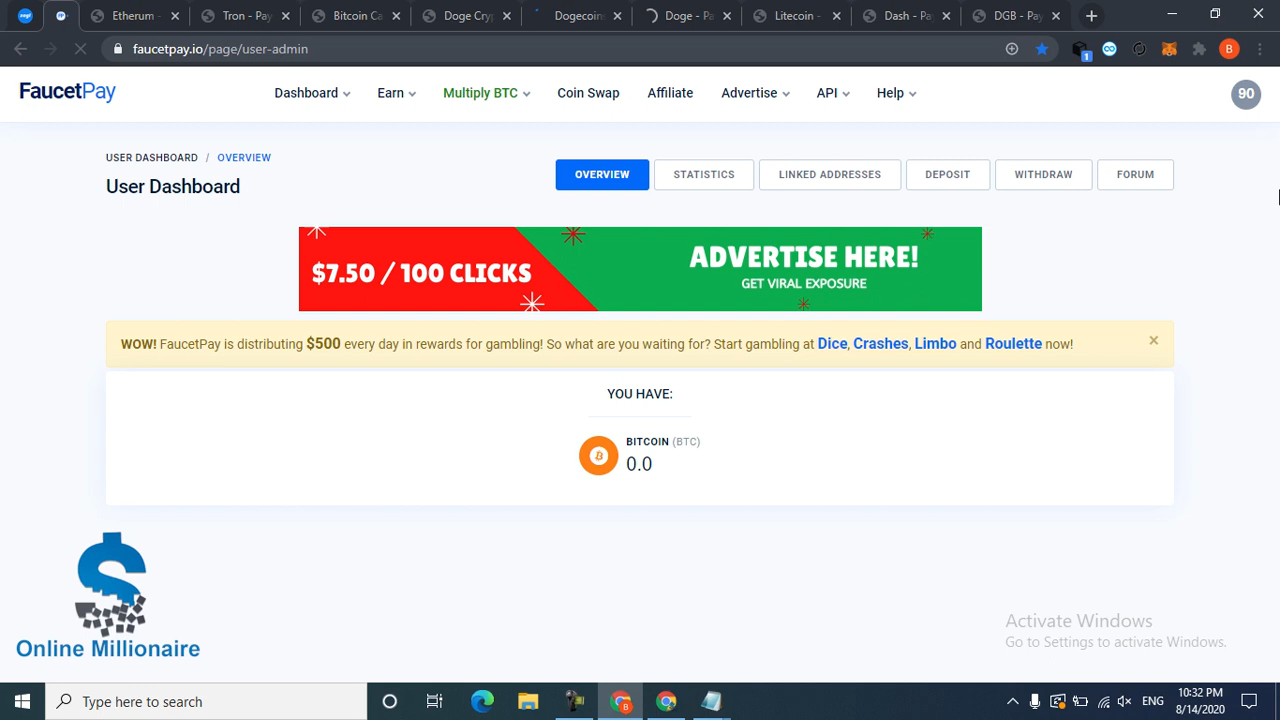 Etherum -
Tron - Pay
Bitcoin Ca
Doge Cryp
Dogecoins
Doge - Pa
Litecoin -
Dash - Pay
DGB - Pay
faucetpay.io/page/user-admin
1
B
FaucetPay
Dashboard
Earn
Multiply BTC
Coin Swap
Affiliate
Advertise
API
Help
90
USER DASHBOARD / OVERVIEW
User Dashboard
OVERVIEW
STATISTICS
LINKED ADDRESSES
DEPOSIT
WITHDRAW
FORUM
$7.50 / 100 CLICKS
ADVERTISE HERE!
GET VIRAL EXPOSURE
WOW! FaucetPay is distributing $500 every day in rewards for gambling! So what are you waiting for? Start gambling at Dice, Crashes, Limbo and Roulette now!
YOU HAVE:
BITCOIN (BTC)
0.0
Online Millionaire
Activate Windows
Go to Settings to activate Windows.
Type here to search
B
ENG
10:32 PM
8/14/2020